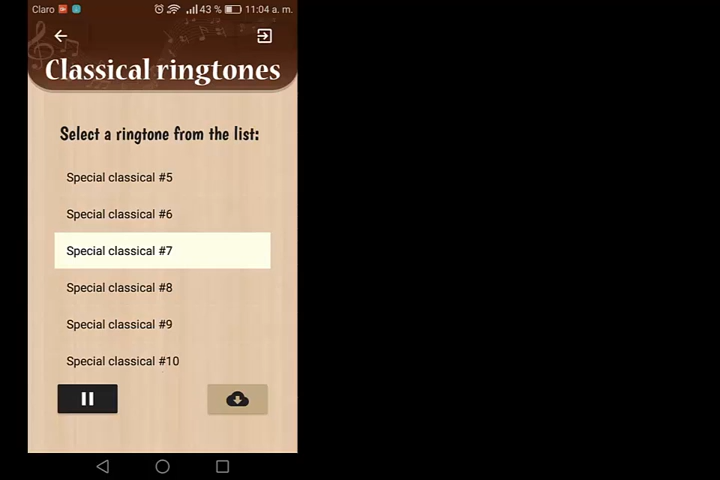 Claro 43 % 11:04 a. m.
Classical ringtones
Select a ringtone from the list:
Special classical #5
Special classical #6
Special classical #7
Special classical #8
Special classical #9
Special classical #10